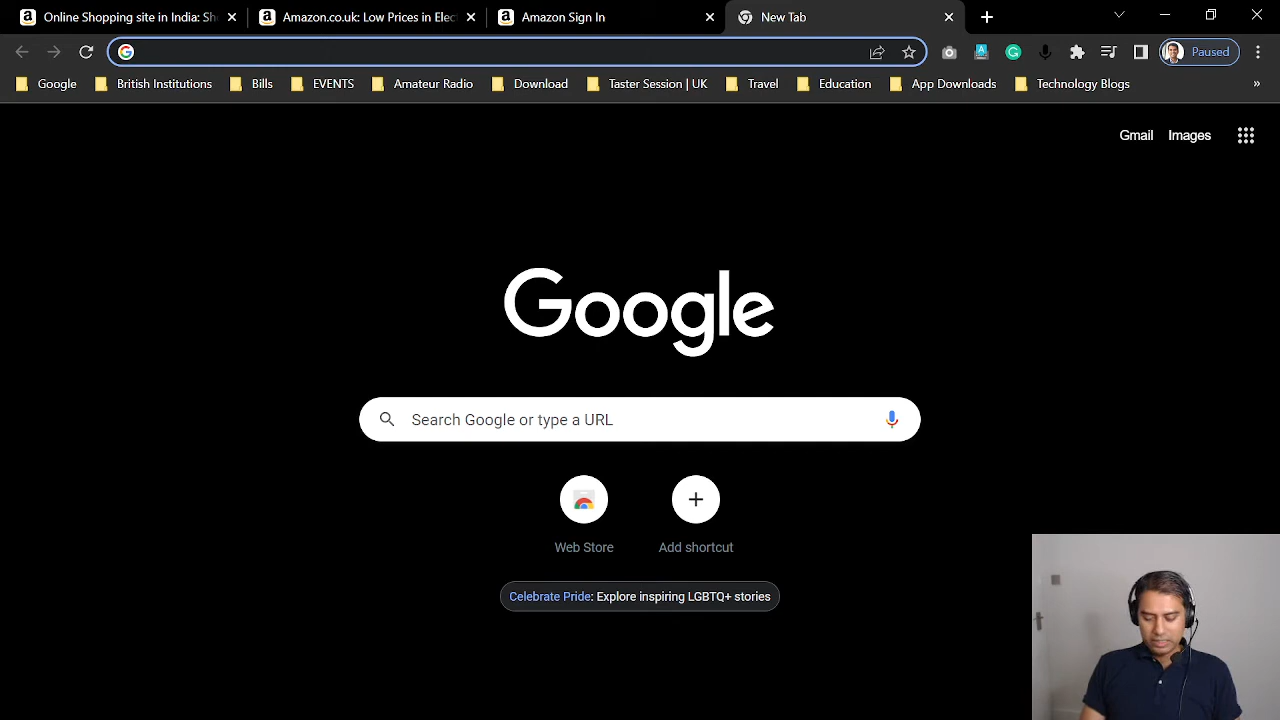 Online Shopping site in India: Sh
Amazon.co.uk: Low Prices in Elec
Amazon Sign In
New Tab
Paused
Google
British Institutions
Bills
EVENTS
Amateur Radio
Download
Taster Session | UK
Travel
Education
App Downloads
Technology Blogs
»
Gmail
Images
Google
Search Google or type a URL
Web Store
Add shortcut
Celebrate Pride: Explore inspiring LGBTQ+ stories